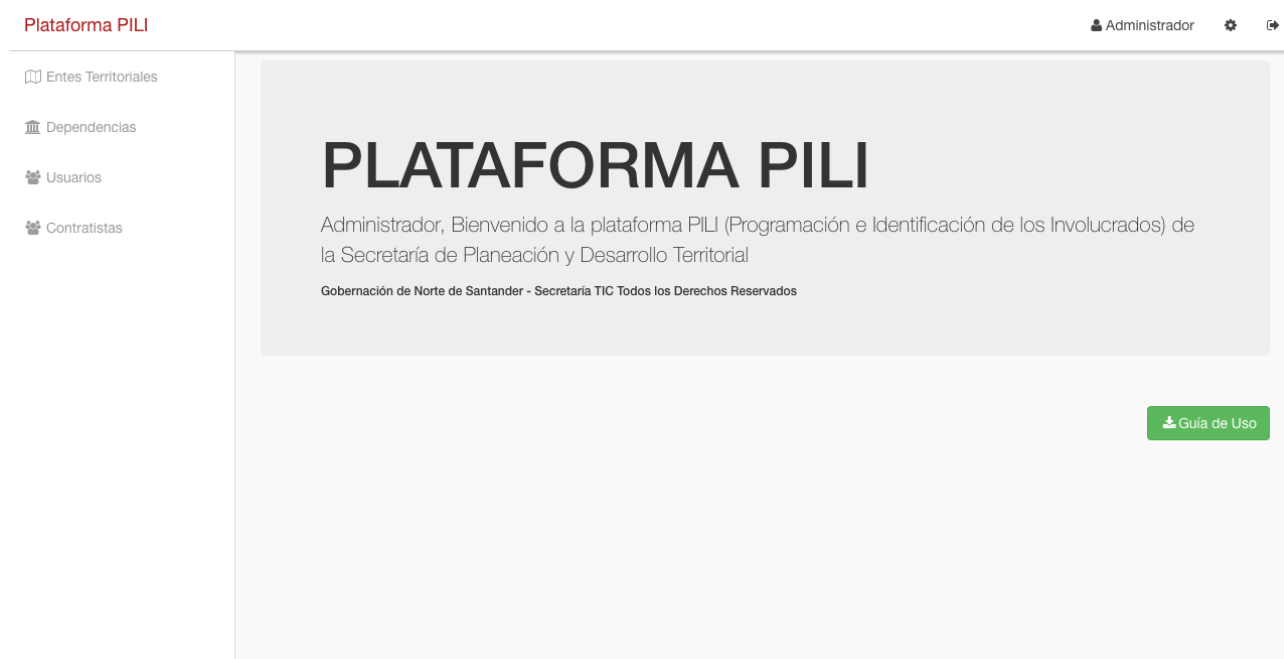 Plataforma PILI
Administrador
Entes Territoriales
Dependencias
Usuarios
Contratistas
PLATAFORMA PILI
Administrador, Bienvenido a la plataforma PILI (Programación e Identificación de los Involucrados) de
la Secretaría de Planeación y Desarrollo Territorial
Gobernación de Norte de Santander - Secretaría TIC Todos los Derechos Reservados
Guía de Uso